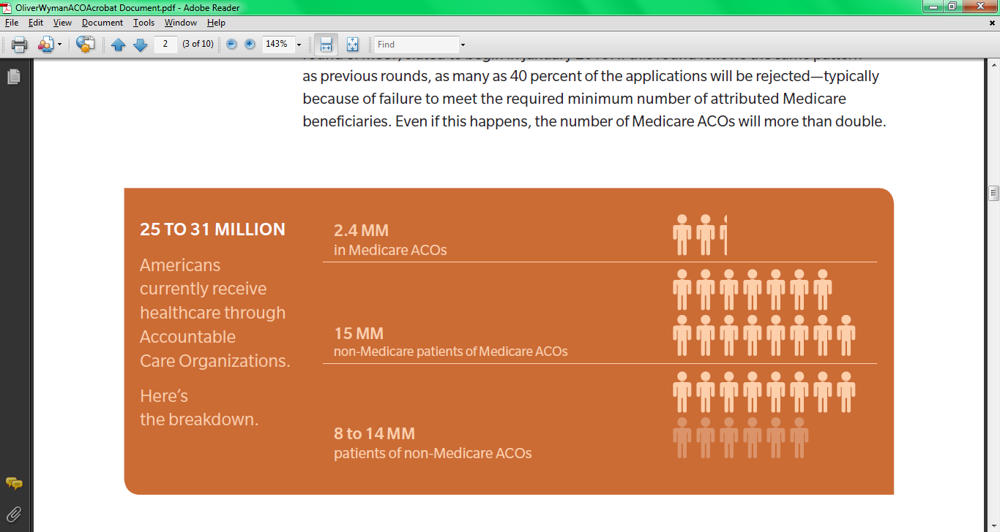 OliverWymanACOAcrobat Document.pdf - Adobe Reader
File Edit View Document Tools Window Help
2 (3 of 10) 143% Find
as previous rounds, as many as 40 percent of the applications will be rejected—typically
because of failure to meet the required minimum number of attributed Medicare
beneficiaries. Even if this happens, the number of Medicare ACOs will more than double.
25 TO 31 MILLION
Americans
currently receive
healthcare through
Accountable
Care Organizations.
Here’s
the breakdown.
2.4 MM
in Medicare ACOs
15 MM
non-Medicare patients of Medicare ACOs
8 to 14 MM
patients of non-Medicare ACOs